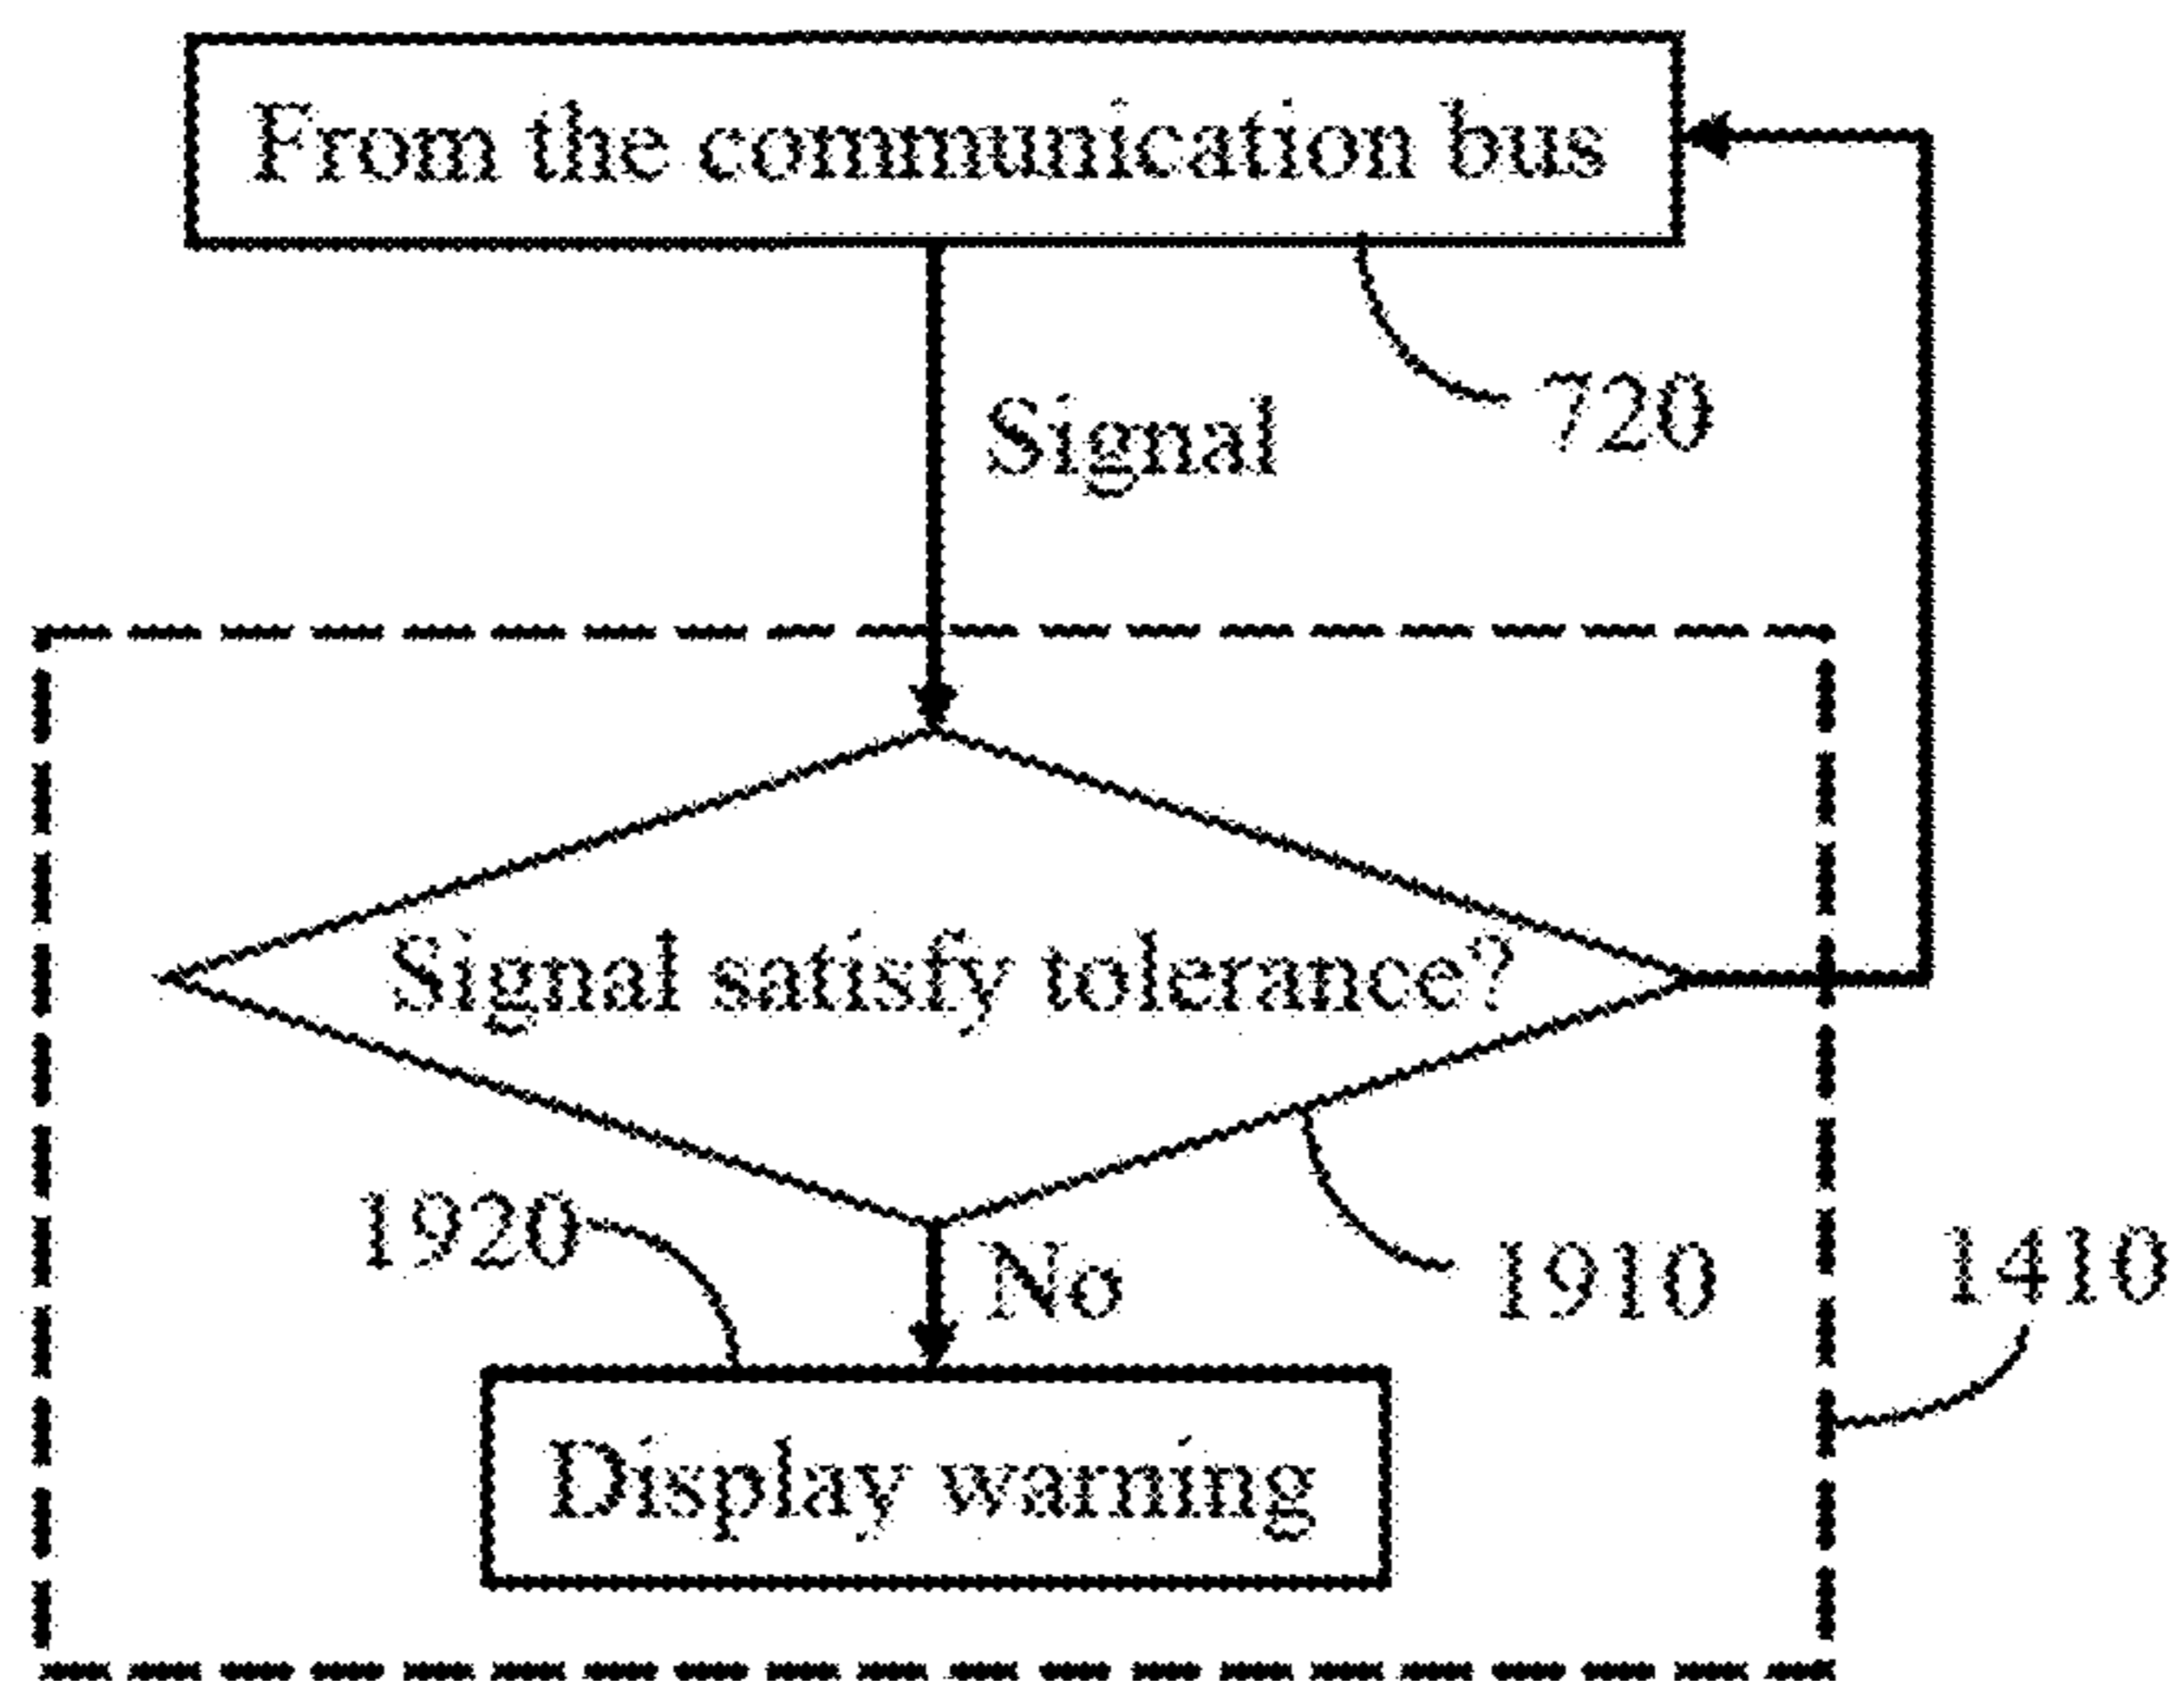 From the communication bus
720
Signal
Signal satisfy tolerance?
1920
No
1910
1410
Display warning